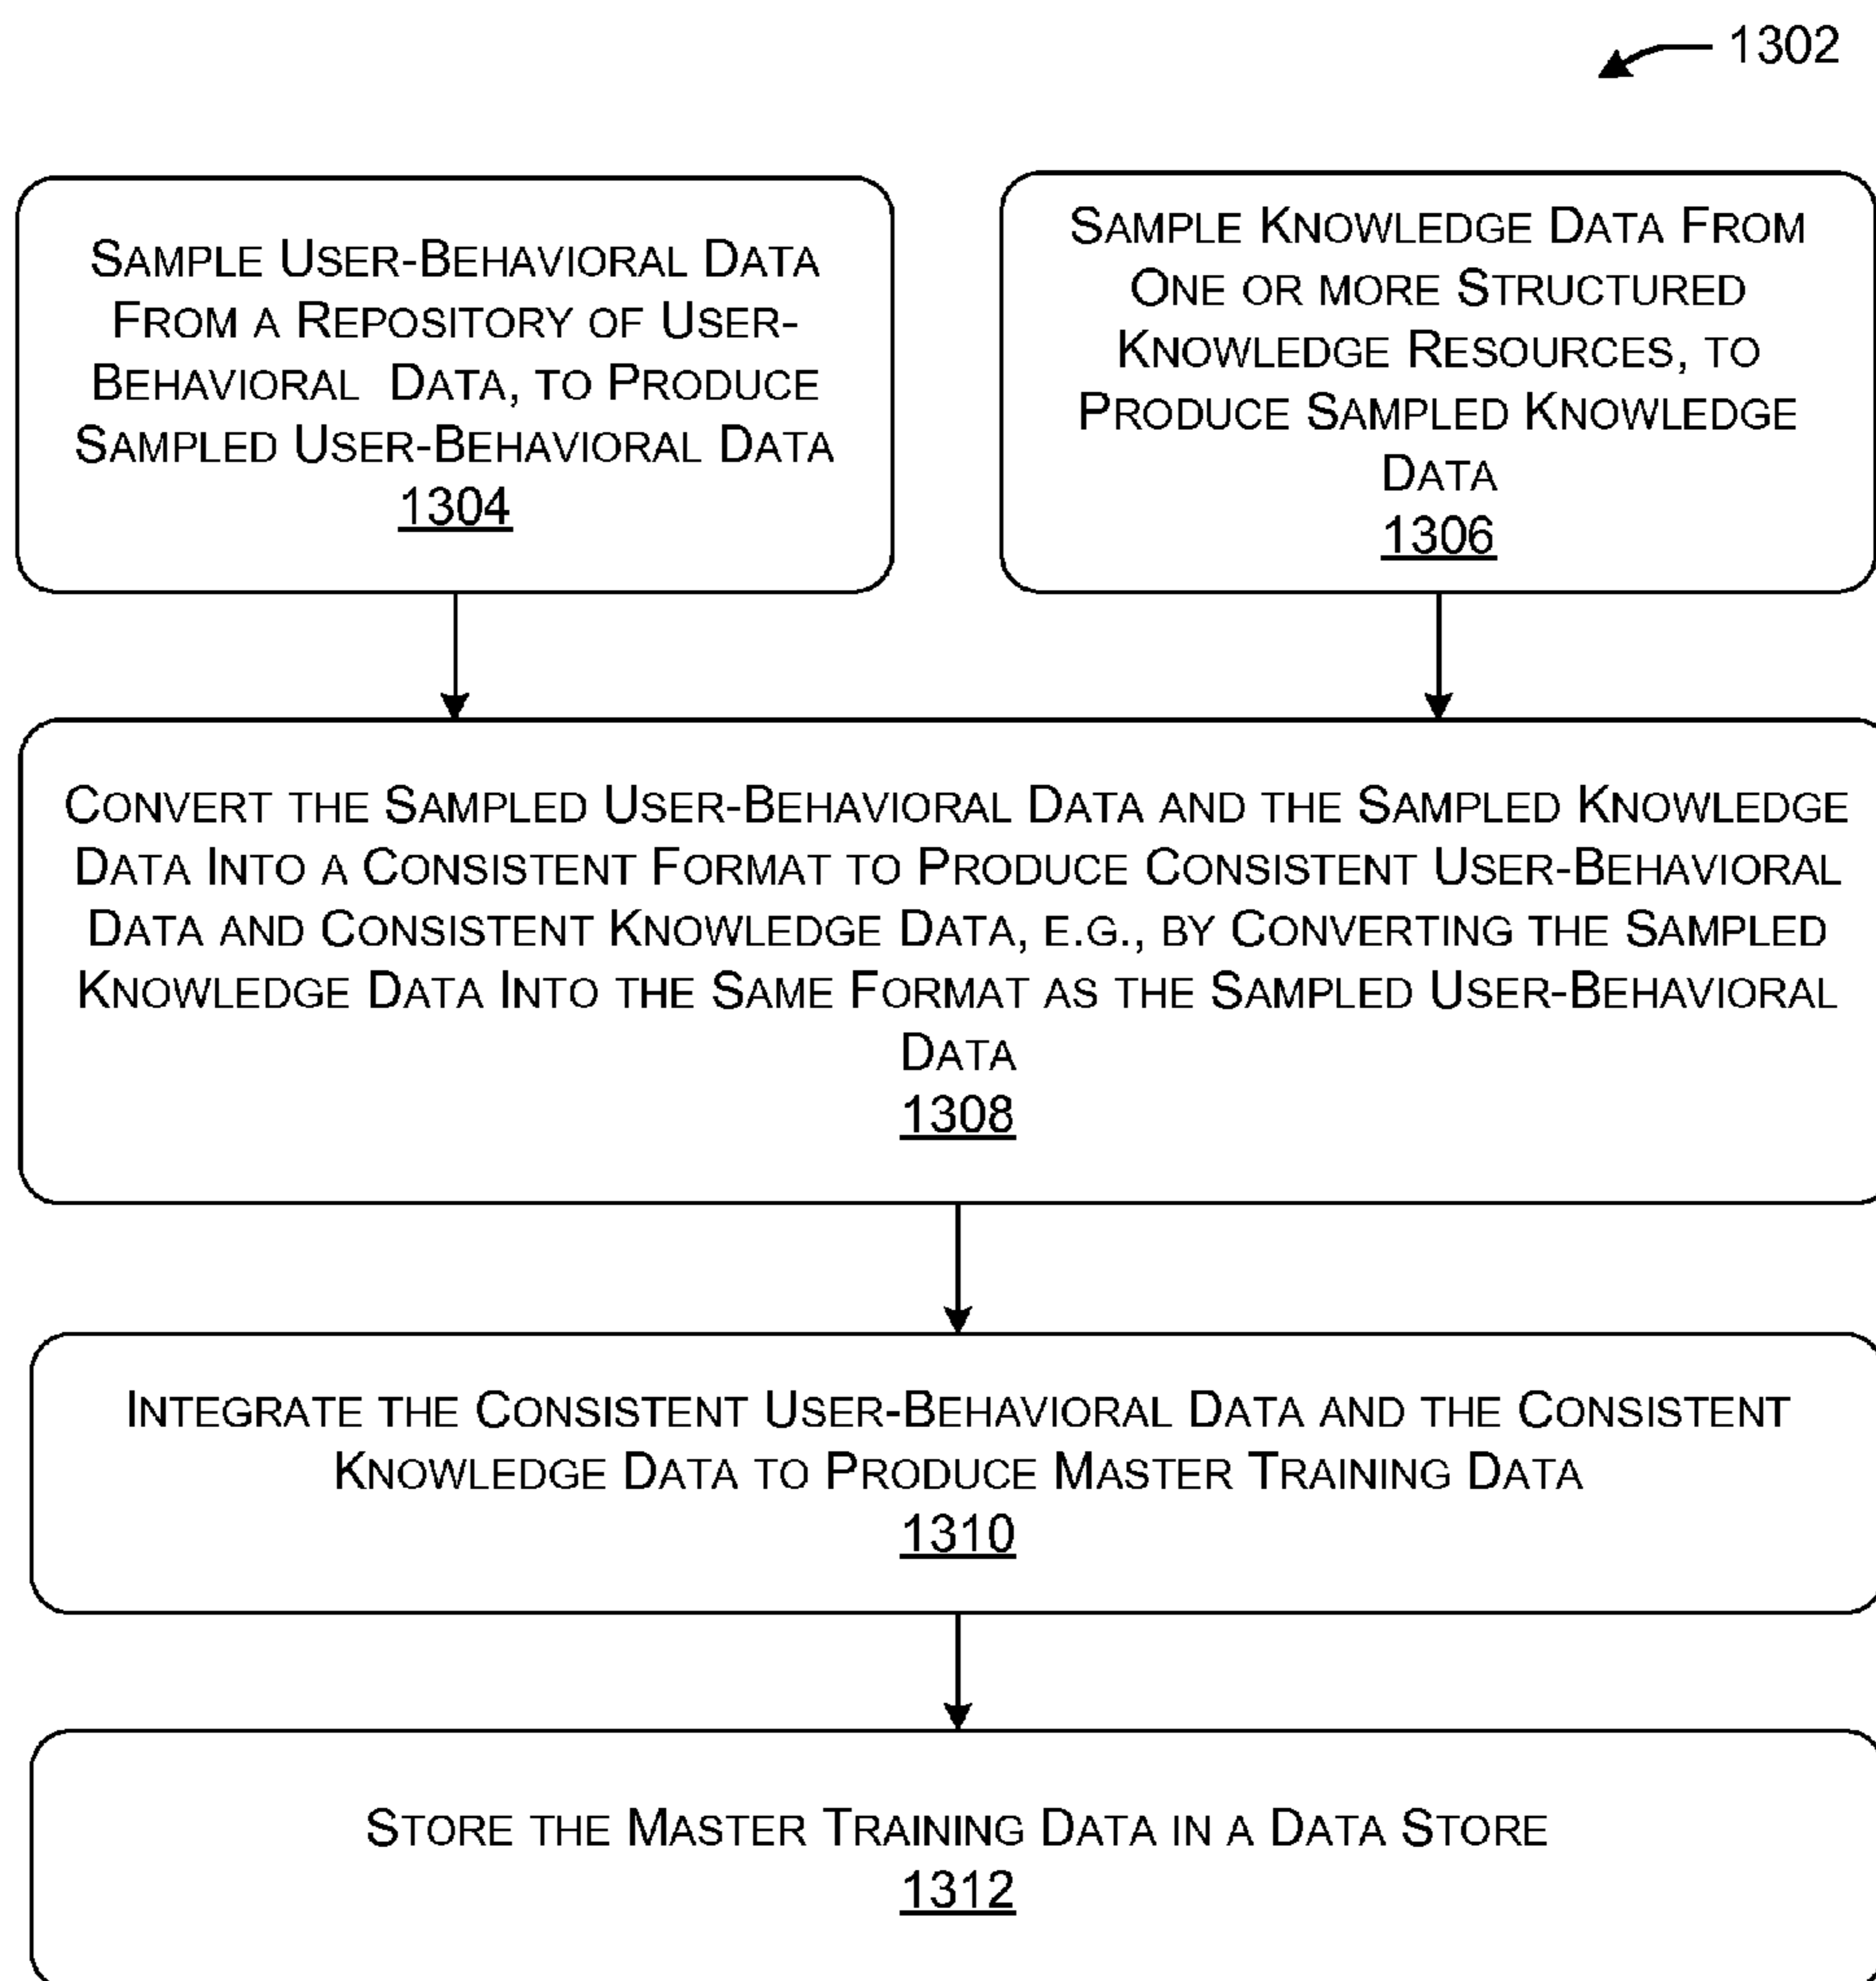 1302
SAMPLE USER-BEHAVIORAL DATA
FROM A REPOSITORY OF USER-
BEHAVIORAL DATA, TO PRODUCE
SAMPLED USER-BEHAVIORAL DATA
1304
SAMPLE KNOWLEDGE DATA FROM
ONE OR MORE STRUCTURED
KNOWLEDGE RESOURCES, TO
PRODUCE SAMPLED KNOWLEDGE
DATA
1306
CONVERT THE SAMPLED USER-BEHAVIORAL DATA AND THE SAMPLED KNOWLEDGE
DATA INTO A CONSISTENT FORMAT TO PRODUCE CONSISTENT USER-BEHAVIORAL
DATA AND CONSISTENT KNOWLEDGE DATA, E.G., BY CONVERTING THE SAMPLED
KNOWLEDGE DATA INTO THE SAME FORMAT AS THE SAMPLED USER-BEHAVIORAL
DATA
1308
INTEGRATE THE CONSISTENT USER-BEHAVIORAL DATA AND THE CONSISTENT
KNOWLEDGE DATA TO PRODUCE MASTER TRAINING DATA
1310
STORE THE MASTER TRAINING DATA IN A DATA STORE
1312